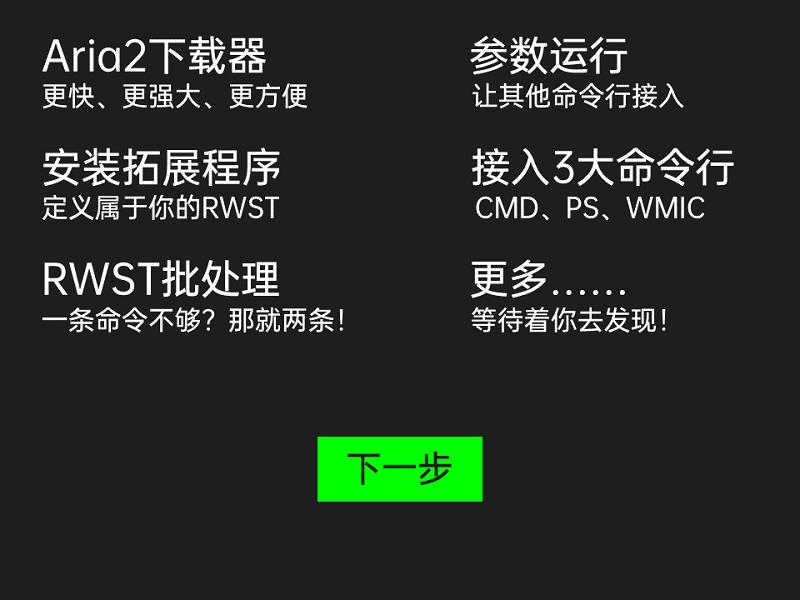 Aria2下载器
更快、更强大、更方便
参数运行
让其他命令行接入
安装拓展程序
定义属于你的RWST
接入3大命令行
CMD、PS、WMIC
RWST批处理
一条命令不够？那就两条！
更多……
等待着你去发现！
下一步